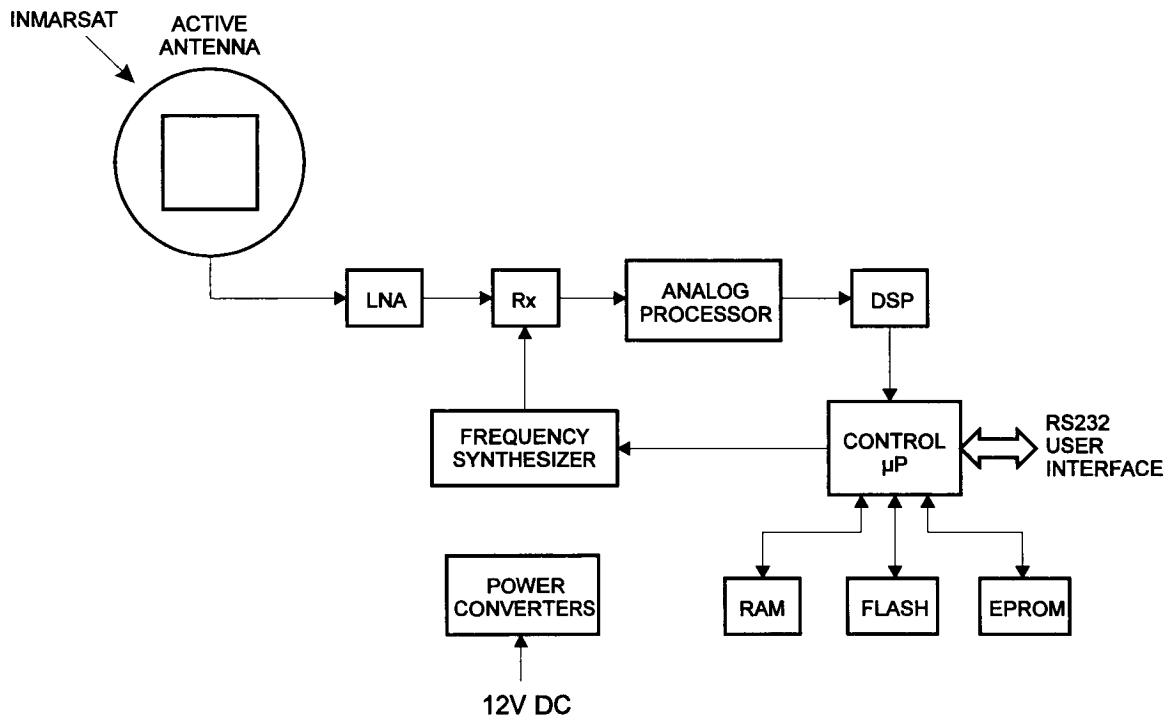 INMARSAT
ACTIVE
ANTENNA
LNA
Rx
ANALOG
PROCESSOR
DSP
FREQUENCY
SYNTHESIZER
CONTROL
µP
RS232
USER
INTERFACE
POWER
CONVERTERS
RAM
FLASH
EPROM
12V DC